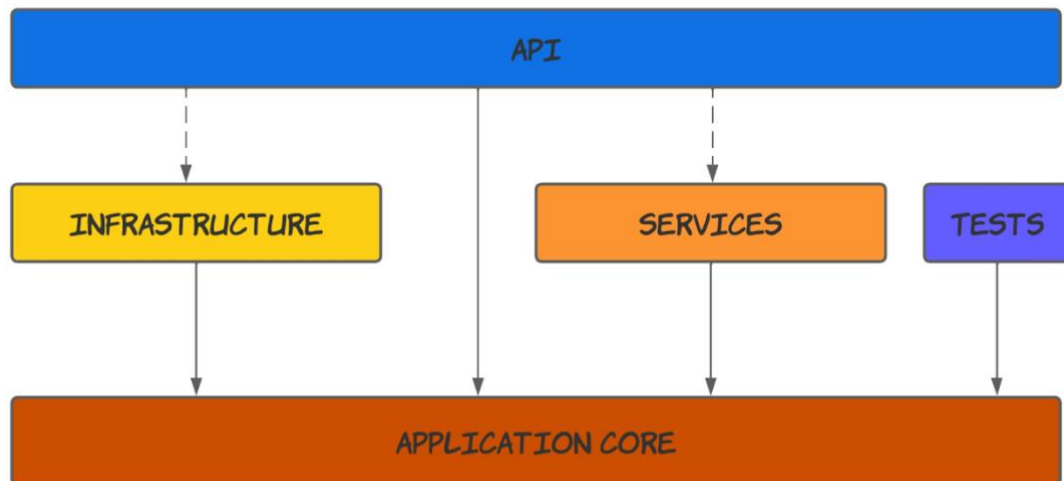 API
INFRASTRUCTURE
SERVICES
TESTS
APPLICATION CORE